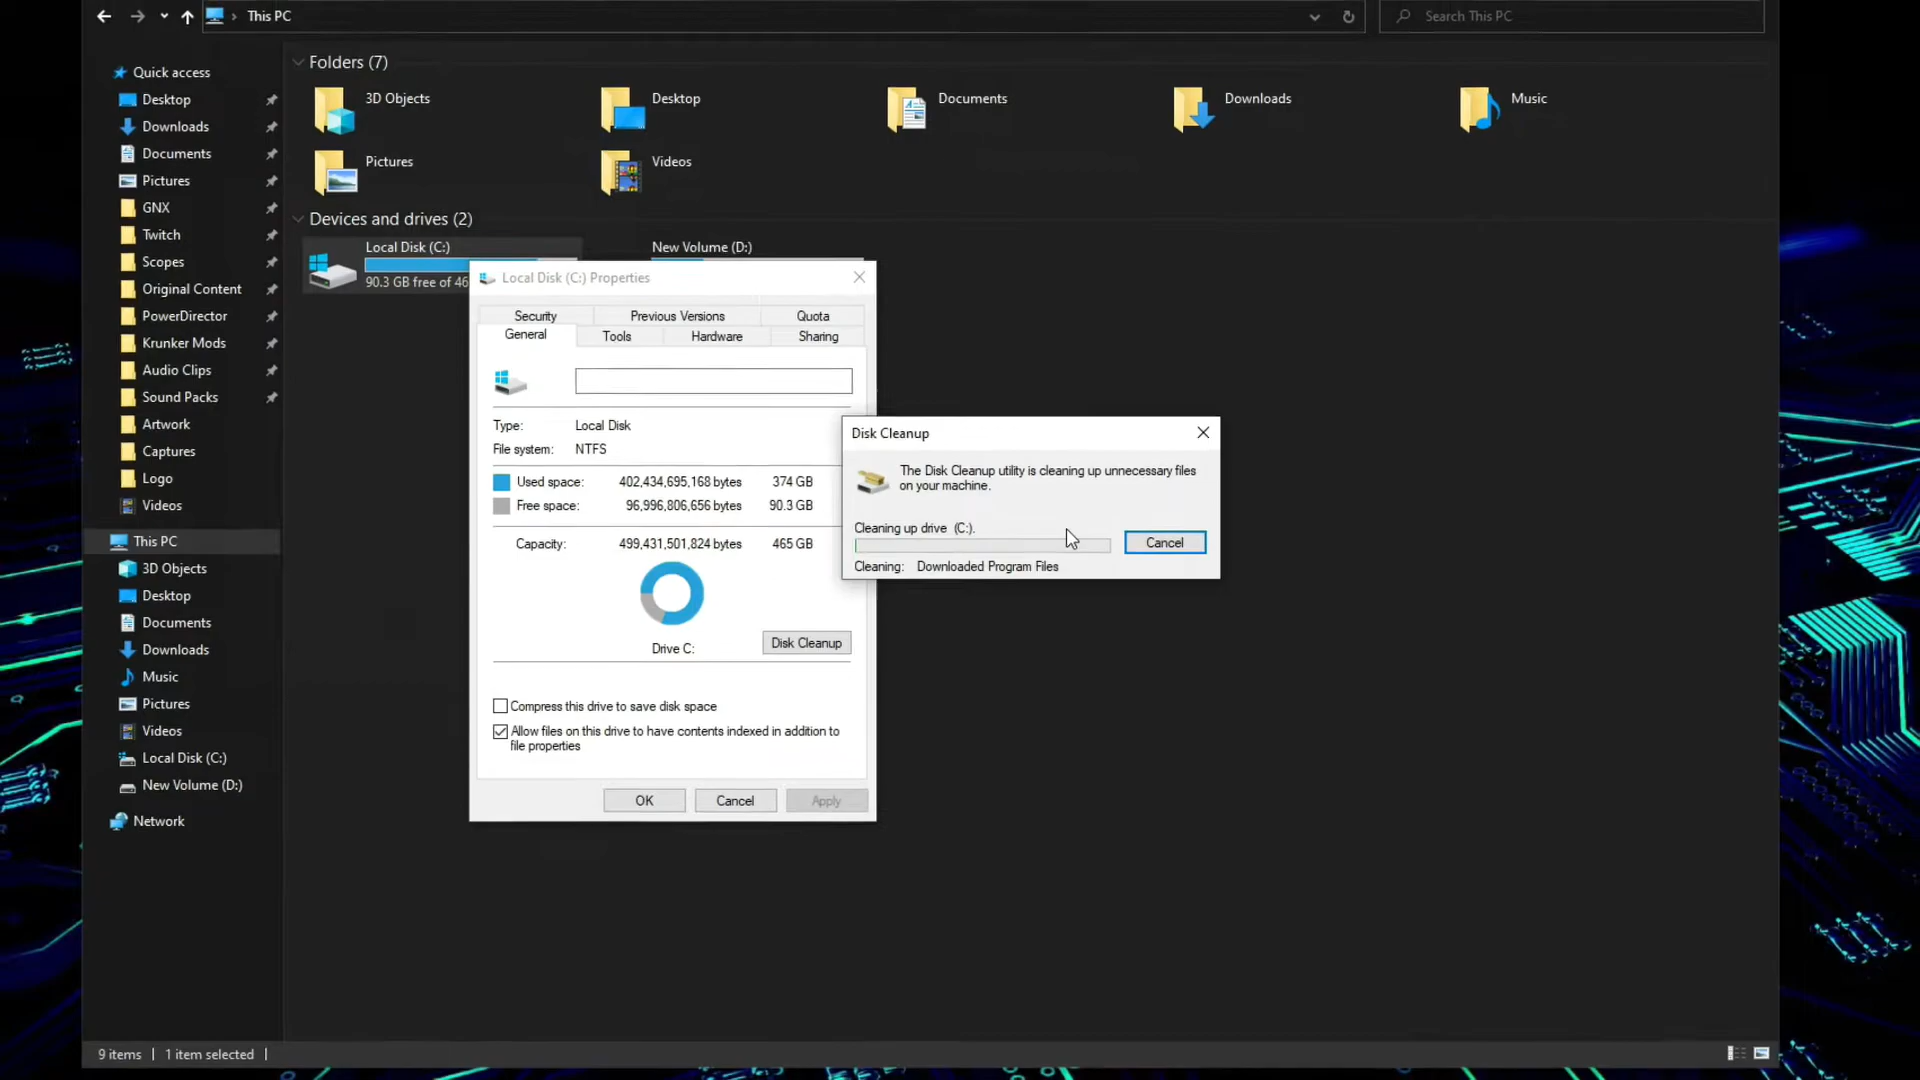 This PC
Search This PC
Quick access
Desktop
Downloads
Documents
Pictures
GNX
Twitch
Scopes
Original Content
PowerDirector
Krunker Mods
Audio Clips
Sound Packs
Artwork
Captures
Logo
Videos
This PC
3D Objects
Desktop
Documents
Downloads
Music
Pictures
Videos
Local Disk (C:)
New Volume (D:)
Network
Folders (7)
3D Objects
Desktop
Documents
Downloads
Music
Pictures
Videos
Devices and drives (2)
Local Disk (C:)
90.3 GB free of 46
New Volume (D:)
Local Disk (C:) Properties
Security
Previous Versions
Quota
General
Tools
Hardware
Sharing
Type: Local Disk
File system: NTFS
Used space: 402,434,695,168 bytes 374 GB
Free space: 96,996,806,656 bytes 90.3 GB
Capacity: 499,431,501,824 bytes 465 GB
Drive C:
Disk Cleanup
Compress this drive to save disk space
Allow files on this drive to have contents indexed in addition to
file properties
OK
Cancel
Apply
Disk Cleanup
The Disk Cleanup utility is cleaning up unnecessary files
on your machine.
Cleaning up drive (C:).
Cancel
Cleaning: Downloaded Program Files
9 items
1 item selected